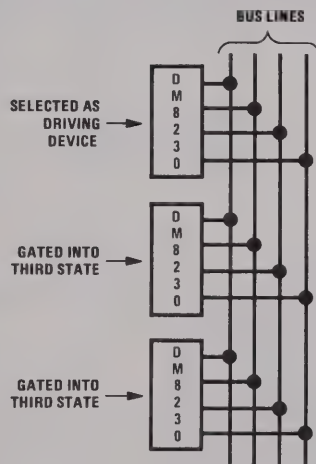 BUS LINES
SELECTED AS
DRIVING
DEVICE
D
M
8
2
3
0
GATED INTO
THIRD STATE
D
M
8
2
3
0
GATED INTO
THIRD STATE
D
M
8
2
3
0